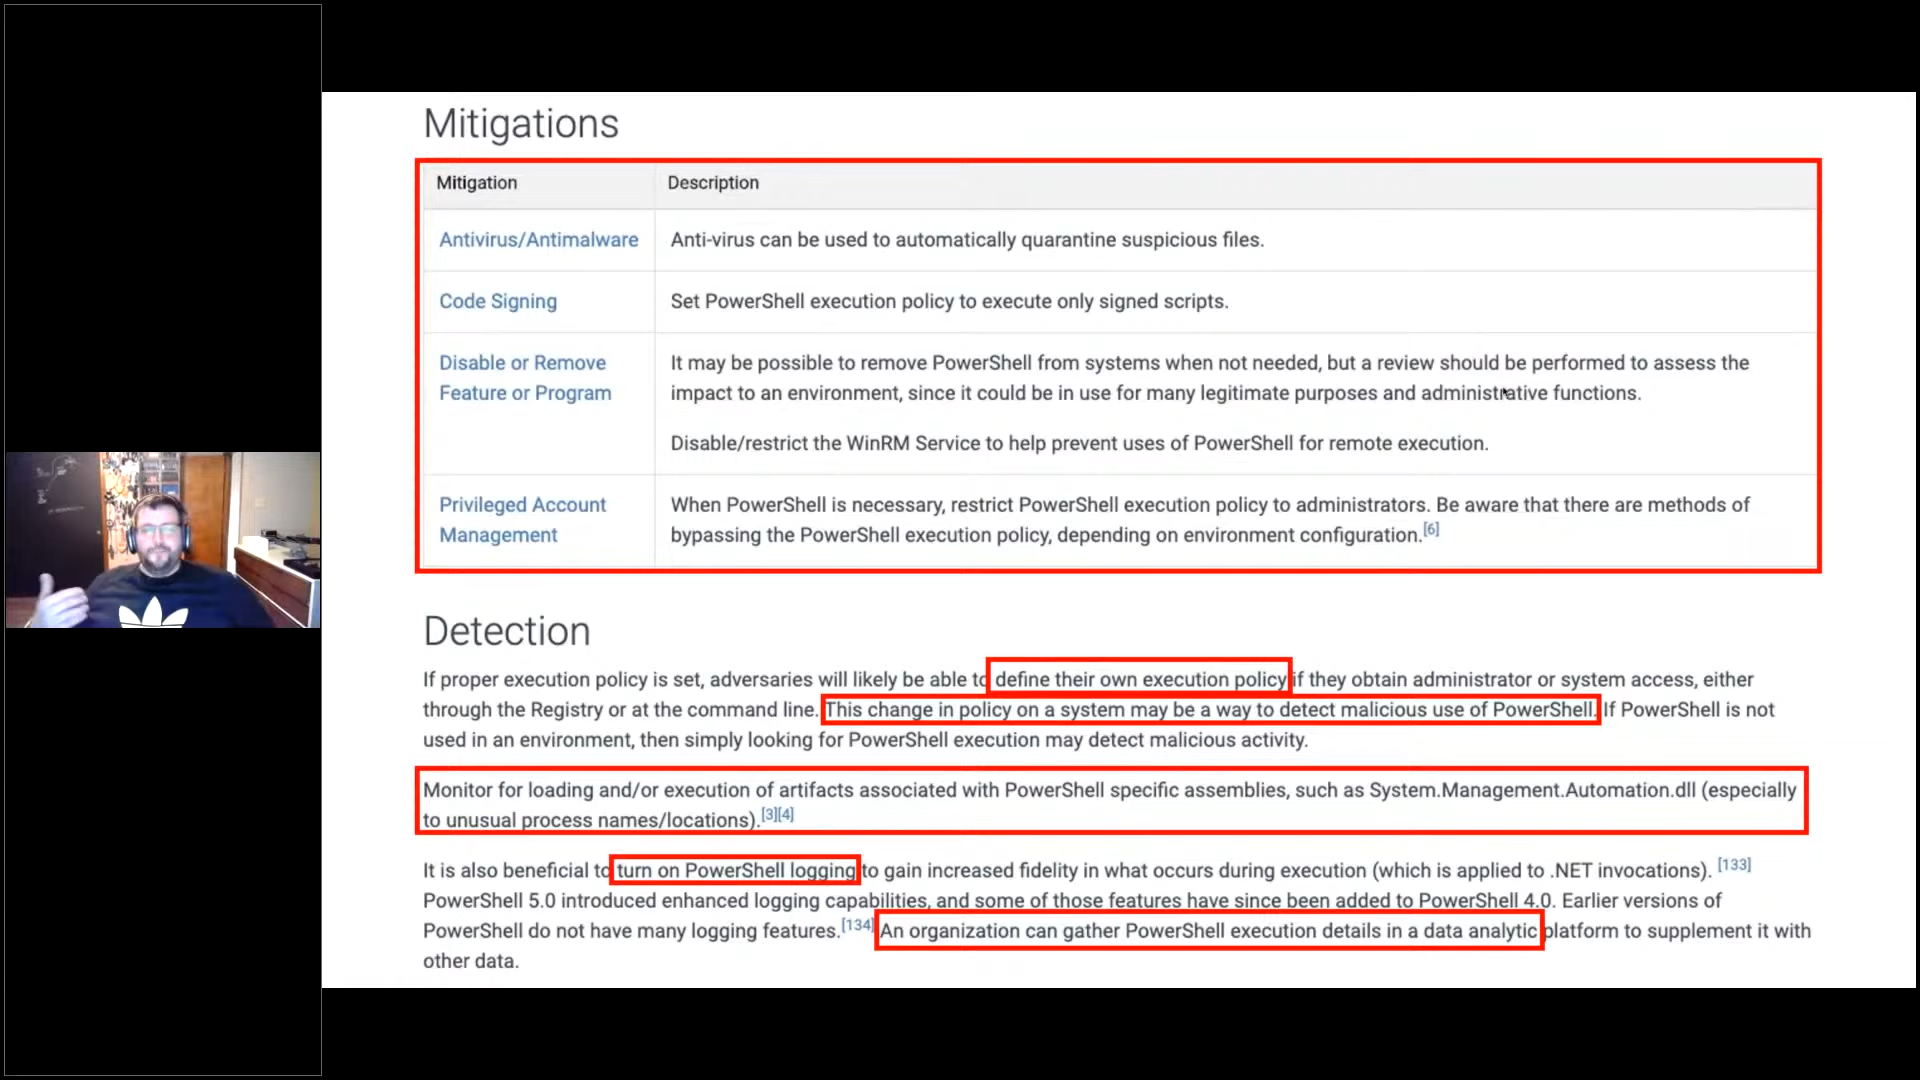 Mitigations
Mitigation Description
Antivirus/Antimalware Anti-virus can be used to automatically quarantine suspicious files.
Code Signing Set PowerShell execution policy to execute only signed scripts.
Disable or Remove It may be possible to remove PowerShell from systems when not needed, but a review should be performed to assess the
Feature or Program impact to an environment, since it could be in use for many legitimate purposes and administrative functions.
Disable/restrict the WinRM Service to help prevent uses of PowerShell for remote execution.
Privileged Account When PowerShell is necessary, restrict PowerShell execution policy to administrators. Be aware that there are methods of
Management bypassing the PowerShell execution policy, depending on environment configuration.[6]
Detection
If proper execution policy is set, adversaries will likely be able to define their own execution policy if they obtain administrator or system access, either
through the Registry or at the command line. This change in policy on a system may be a way to detect malicious use of PowerShell. If PowerShell is not
used in an environment, then simply looking for PowerShell execution may detect malicious activity.
Monitor for loading and/or execution of artifacts associated with PowerShell specific assemblies, such as System.Management.Automation.dll (especially
to unusual process names/locations).[3][4]
It is also beneficial to turn on PowerShell logging to gain increased fidelity in what occurs during execution (which is applied to .NET invocations). [133]
PowerShell 5.0 introduced enhanced logging capabilities, and some of those features have since been added to PowerShell 4.0. Earlier versions of
PowerShell do not have many logging features.[134] An organization can gather PowerShell execution details in a data analytic platform to supplement it with
other data.